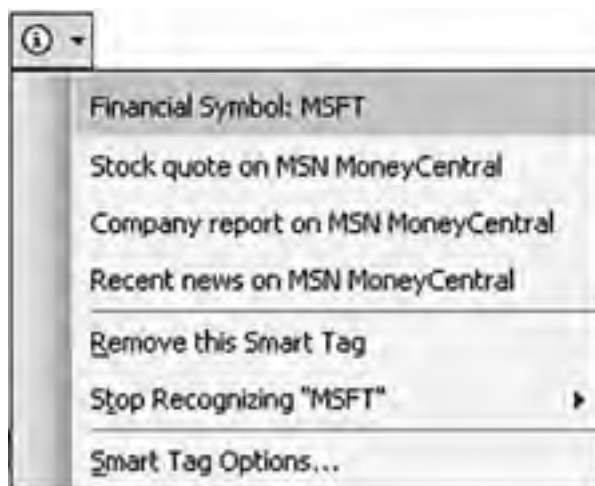 Financial Symbol: MSFT
Stock quote on MSN MoneyCentral
Company report on MSN MoneyCentral
Recent news on MSN MoneyCentral
Remove this Smart Tag
Stop Recognizing "MSFT"
Smart Tag Options...